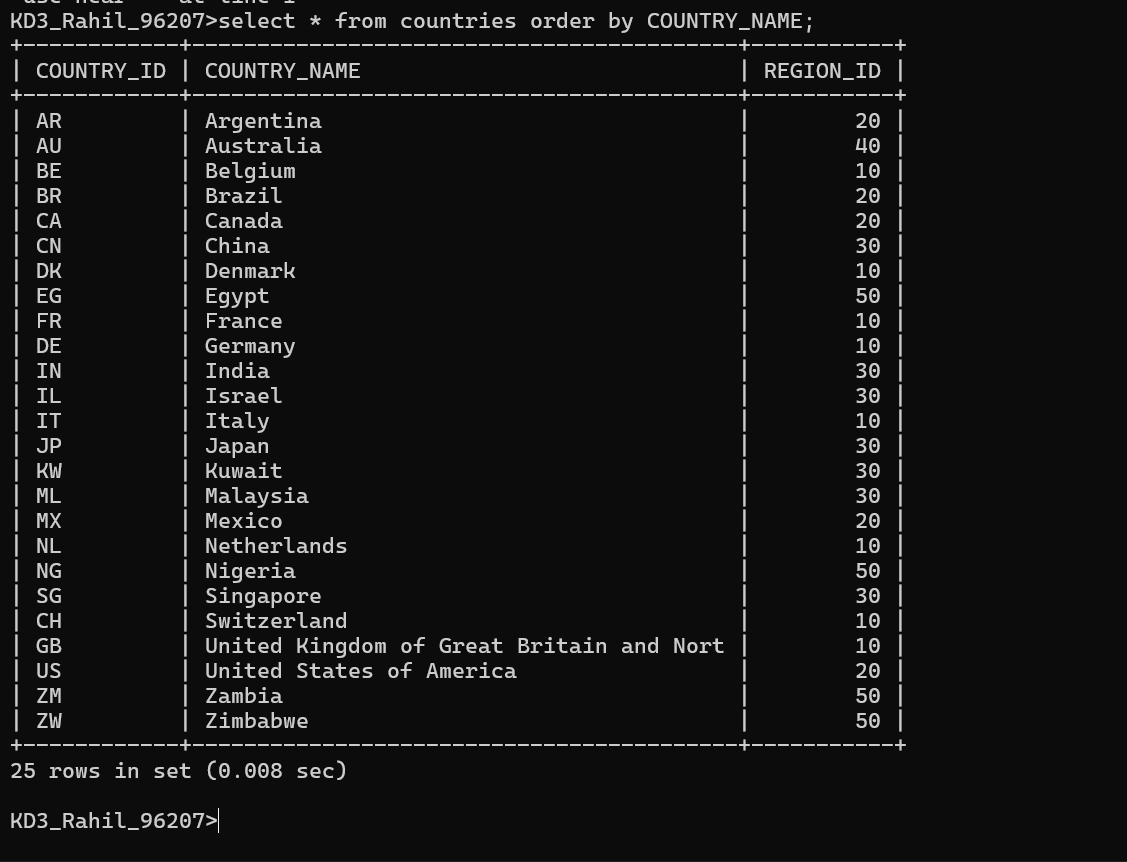 KD3_Rahil_96207>select * from countries order by COUNTRY_NAME;
+------------+------------------------------------------+-----------+
| COUNTRY_ID | COUNTRY_NAME                             | REGION_ID |
+------------+------------------------------------------+-----------+
| AR         | Argentina                                |        20 |
| AU         | Australia                                |        40 |
| BE         | Belgium                                  |        10 |
| BR         | Brazil                                   |        20 |
| CA         | Canada                                   |        20 |
| CN         | China                                    |        30 |
| DK         | Denmark                                  |        10 |
| EG         | Egypt                                    |        50 |
| FR         | France                                   |        10 |
| DE         | Germany                                  |        10 |
| IN         | India                                    |        30 |
| IL         | Israel                                   |        30 |
| IT         | Italy                                    |        10 |
| JP         | Japan                                    |        30 |
| KW         | Kuwait                                   |        30 |
| ML         | Malaysia                                 |        30 |
| MX         | Mexico                                   |        20 |
| NL         | Netherlands                              |        10 |
| NG         | Nigeria                                  |        50 |
| SG         | Singapore                                |        30 |
| CH         | Switzerland                              |        10 |
| GB         | United Kingdom of Great Britain and Nort |        10 |
| US         | United States of America                 |        20 |
| ZM         | Zambia                                   |        50 |
| ZW         | Zimbabwe                                 |        50 |
+------------+------------------------------------------+-----------+
25 rows in set (0.008 sec)
KD3_Rahil_96207>